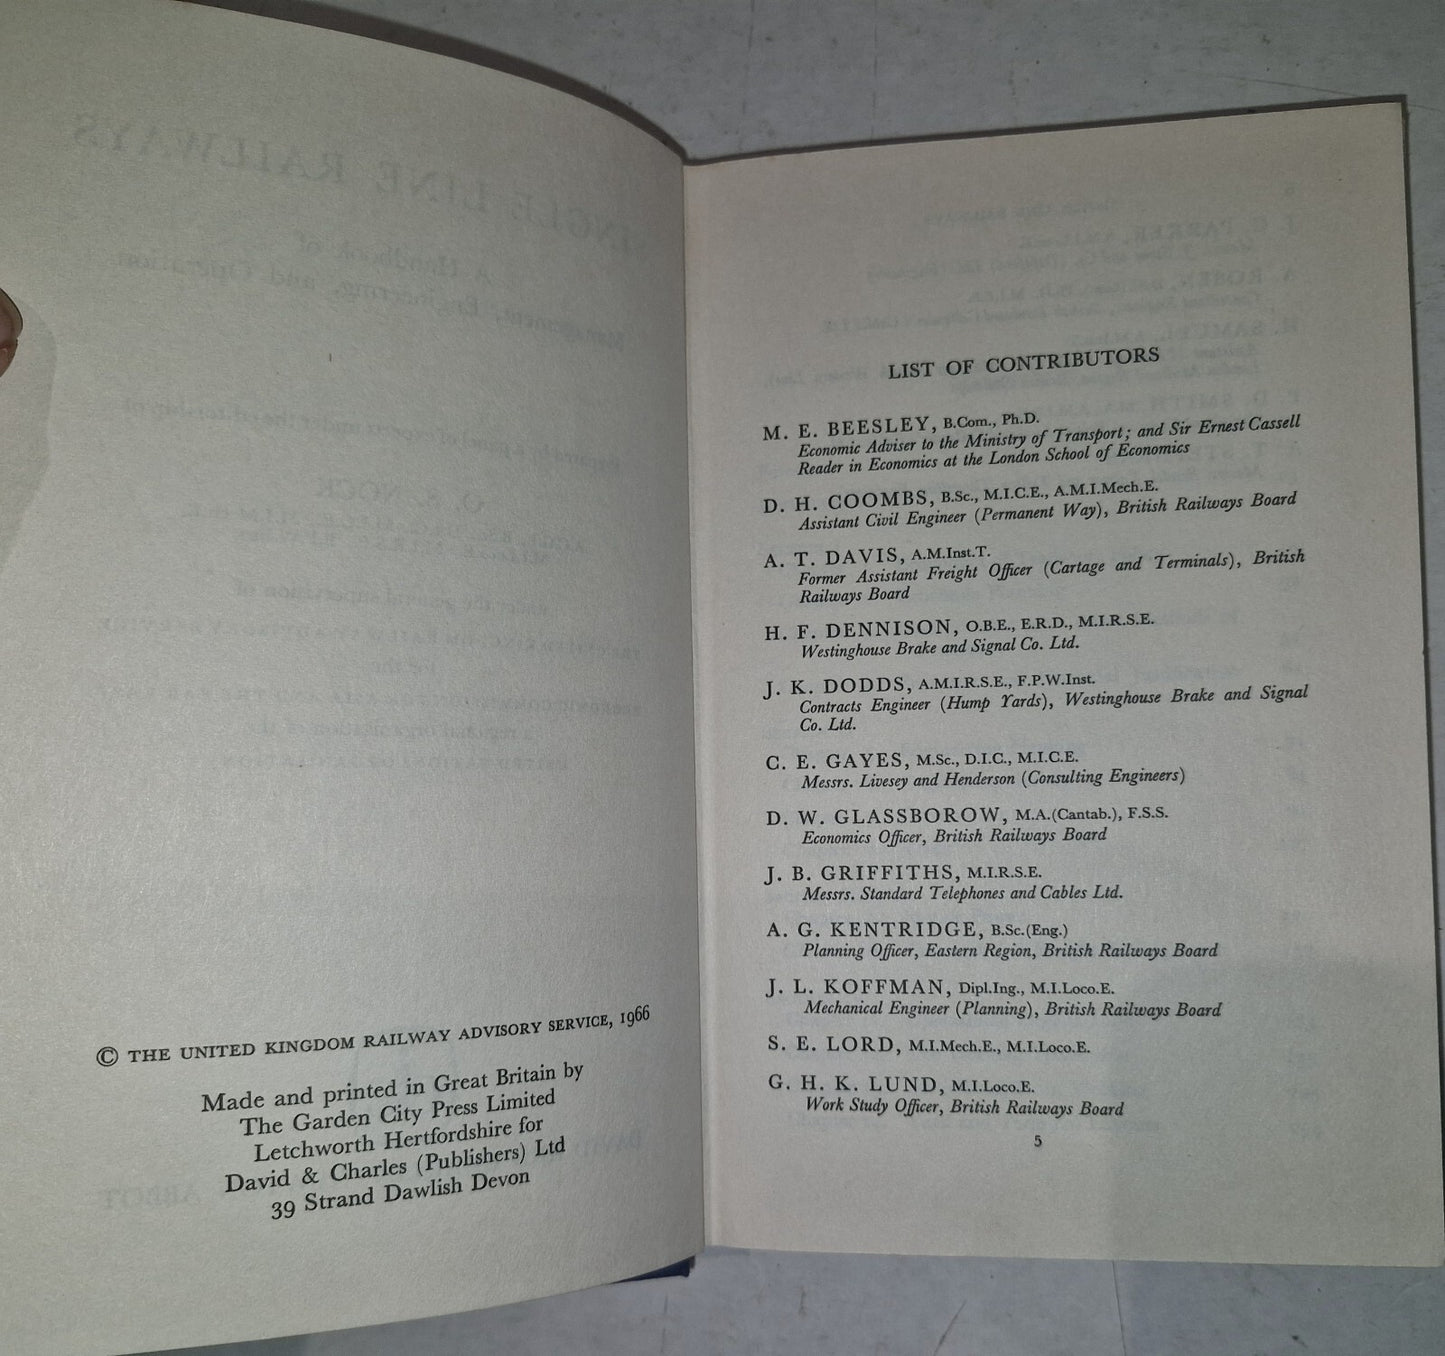 © THE UNITED KINGDOM RAILWAY ADVISORY SERVICE, 1966
Made and printed in Great Britain by
The Garden City Press Limited
Letchworth Hertfordshire for
David & Charles (Publishers) Ltd
39 Strand Dawlish Devon
LIST OF CONTRIBUTORS
M. E. BEESLEY, B.Com., Ph.D.
Economic Adviser to the Ministry of Transport; and Sir Ernest Cassell
Reader in Economics at the London School of Economics
D. H. COOMBS, B.Sc., M.I.C.E., A.M.I.Mech.E.
Assistant Civil Engineer (Permanent Way), British Railways Board
A. T. DAVIS, A.M.Inst.T.
Former Assistant Freight Officer (Cartage and Terminals), British
Railways Board
H. F. DENNISON, O.B.E., E.R.D., M.I.R.S.E.
Westinghouse Brake and Signal Co. Ltd.
J. K. DODDS, A.M.I.R.S.E., F.P.W.Inst.
Contracts Engineer (Hump Yards), Westinghouse Brake and Signal
Co. Ltd.
C. E. GAYES, M.Sc., D.I.C., M.I.C.E.
Messrs. Livesey and Henderson (Consulting Engineers)
D. W. GLASSBOROW, M.A.(Cantab.), F.S.S.
Economics Officer, British Railways Board
J. B. GRIFFITHS, M.I.R.S.E.
Messrs. Standard Telephones and Cables Ltd.
A. G. KENTRIDGE, B.Sc.(Eng.)
Planning Officer, Eastern Region, British Railways Board
J. L. KOFFMAN, Dipl.Ing., M.I.Loco.E.
Mechanical Engineer (Planning), British Railways Board
S. E. LORD, M.I.Mech.E., M.I.Loco.E.
G. H. K. LUND, M.I.Loco.E.
Work Study Officer, British Railways Board
5